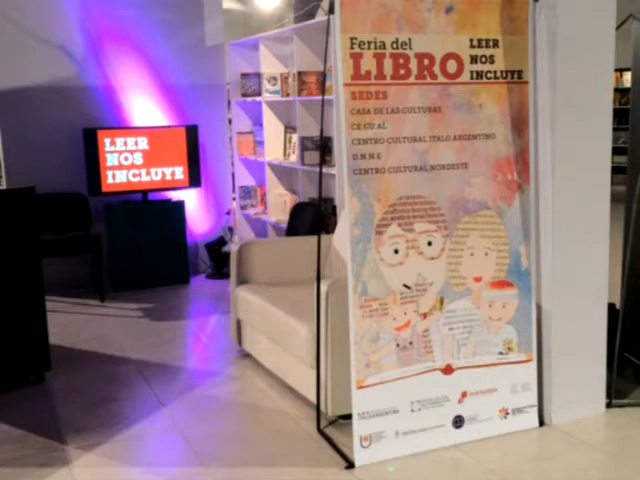 LEER
NOS
INCLUYE
Feria del
LIBRO
LEER
NOS
INCLUYE
SEDES
CASA DE LAS CULTURAS
CE.CU.AL
CENTRO CULTURAL ITALO ARGENTINO
U.N.N.E
CENTRO CULTURAL NORDESTE